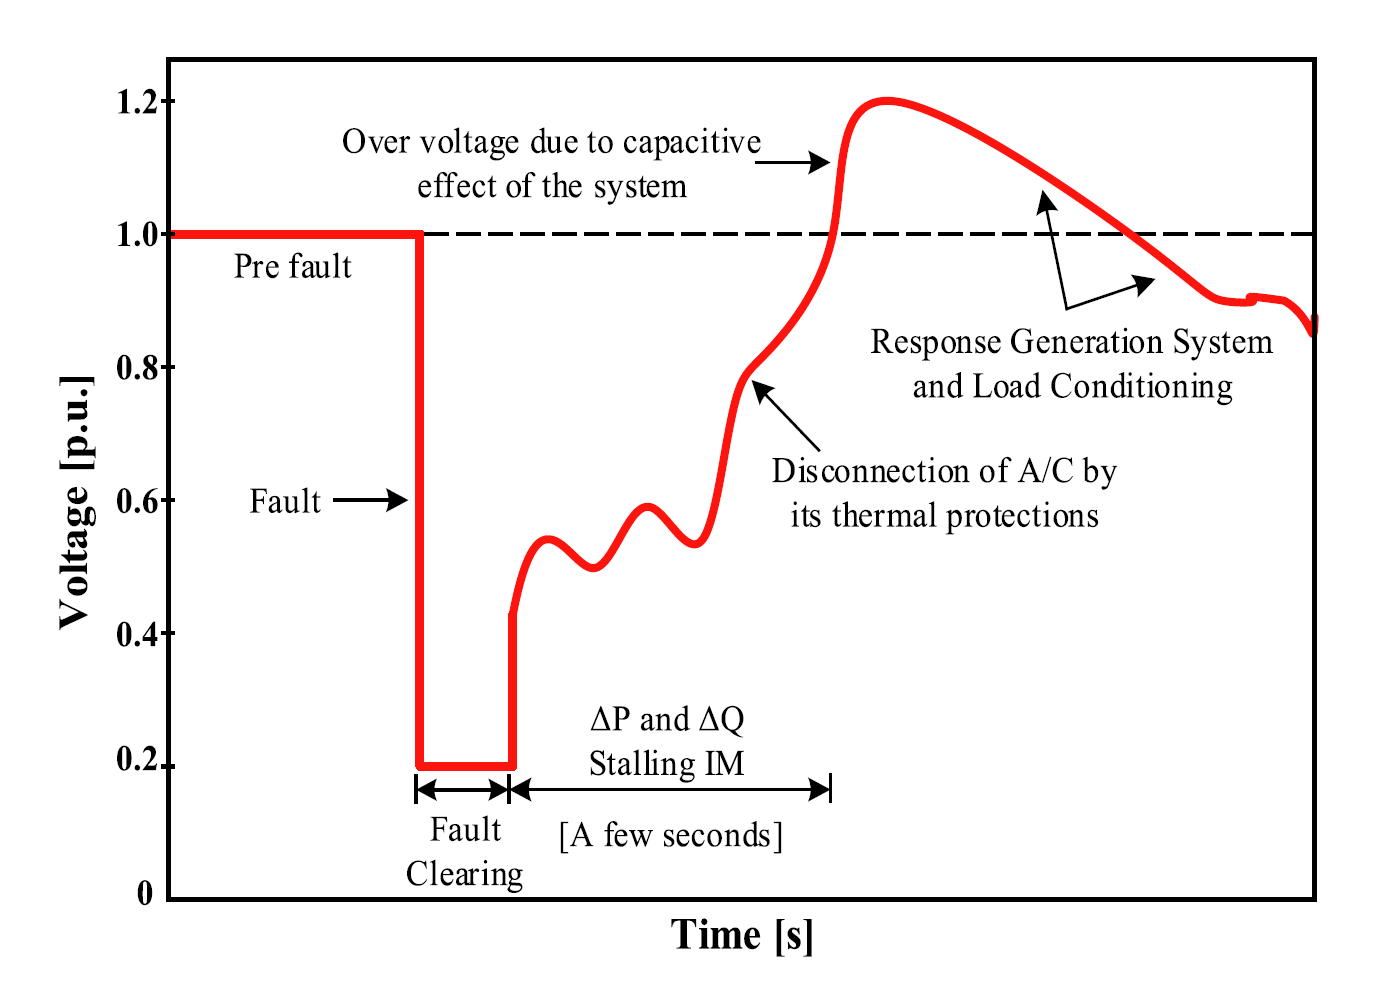 1.2
Over voltage due to capacitive
effect of the system
1.0
Pre fault
Response Generation System
and Load Conditioning
0.8
Disconnection of A/C by
its thermal protections
0.6
Fault
Voltage [p.u.]
0.4
ΔP and ΔQ
Stalling IM
0.2
Fault
Clearing
[A few seconds]
0
Time [s]